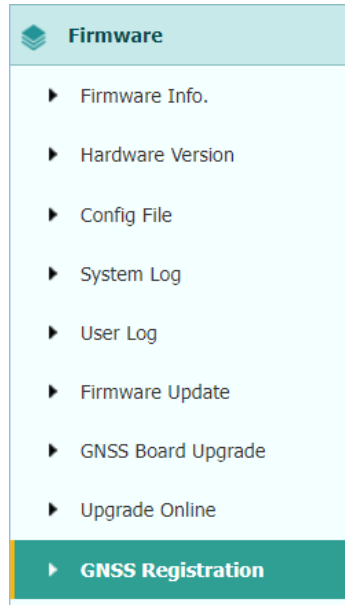 Firmware
Firmware Info.
Hardware Version
Config File
System Log
User Log
Firmware Update
GNSS Board Upgrade
Upgrade Online
GNSS Registration